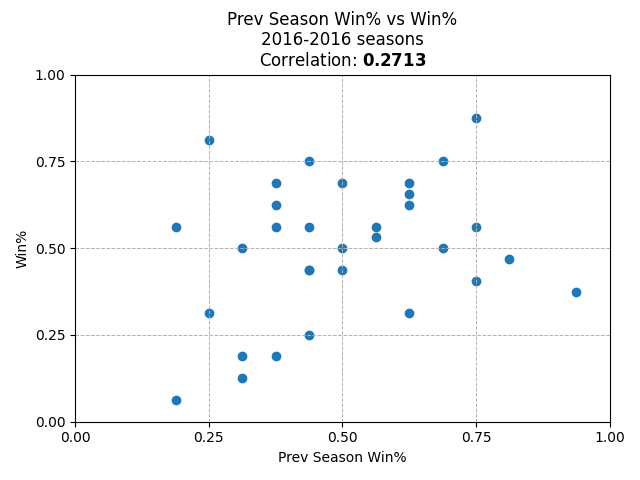 Prev Season Win% vs Win%
2016-2016 seasons
Correlation: 0.2713
1.00
0.75
0.50
0.25
0.00
Win%
0.00 0.25 0.50 0.75 1.00
Prev Season Win%